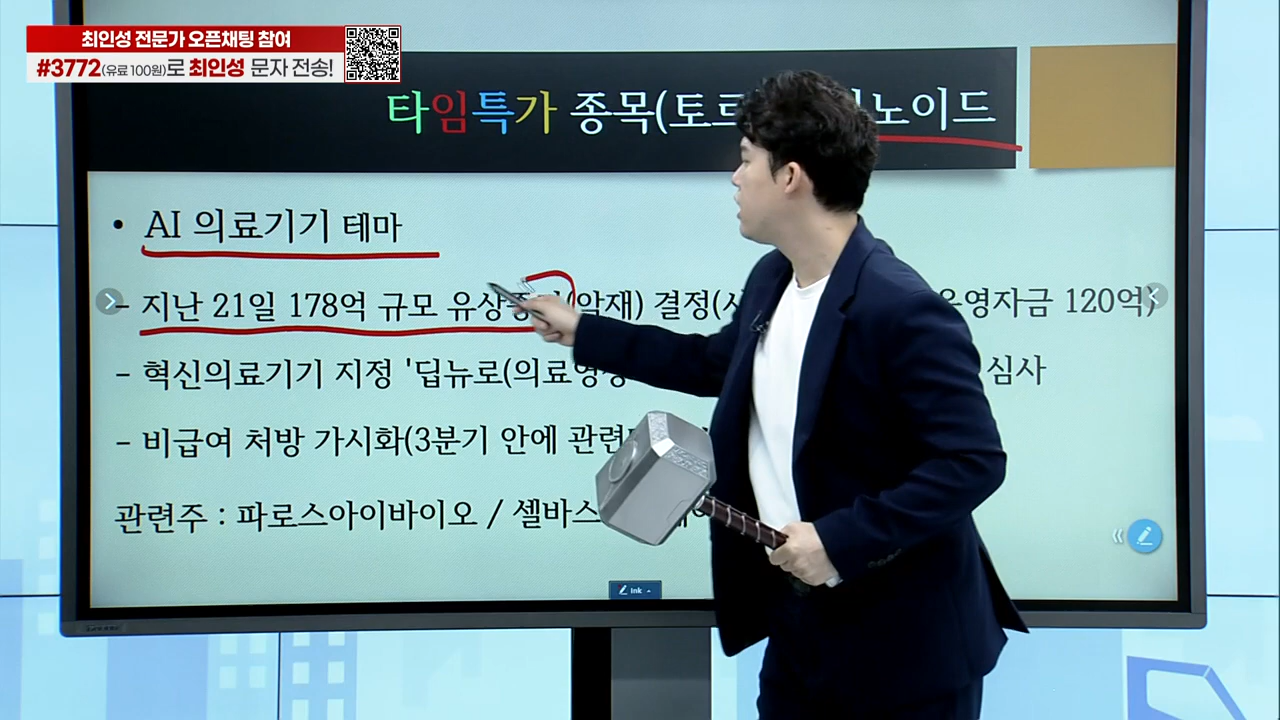 최인성 전문가 오픈채팅 참여
#3772(유료 100원)로 최인성 문자 전송!
타임특가 종목(토르 노이드
• AI 의료기기 테마
– 지난 21일 178억 규모 유상증자(악재) 결정( 운영자금 120억)
– 혁신의료기기 지정 '딥뉴로(의료영상 심사
– 비급여 처방 가시화(3분기 안에 관련
관련주 : 파로스아이바이오 / 셀바스
Ink